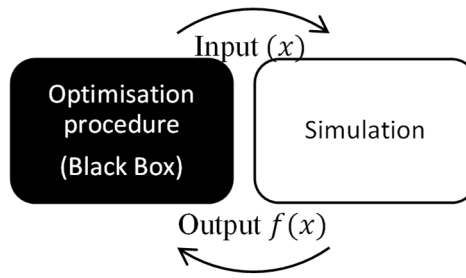 Input (x)
Optimisation
procedure
(Black Box)
Simulation
Output f(x)